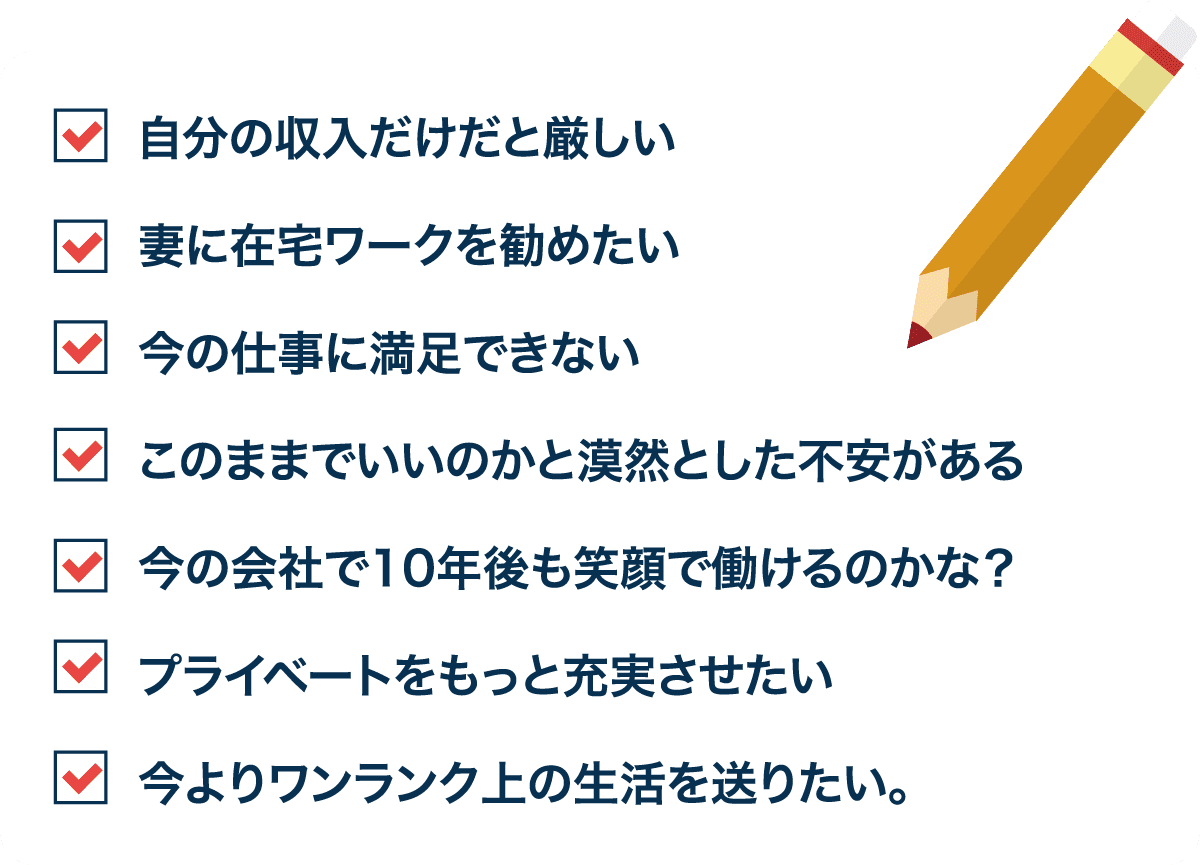 自分の収入だけだと厳しい
妻に在宅ワークを勧めたい
今の仕事に満足できない
このままでいいのかと漠然とした不安がある
今の会社で10年後も笑顔で働けるのかな？
プライベートをもっと充実させたい
今よりワンランク上の生活を送りたい。